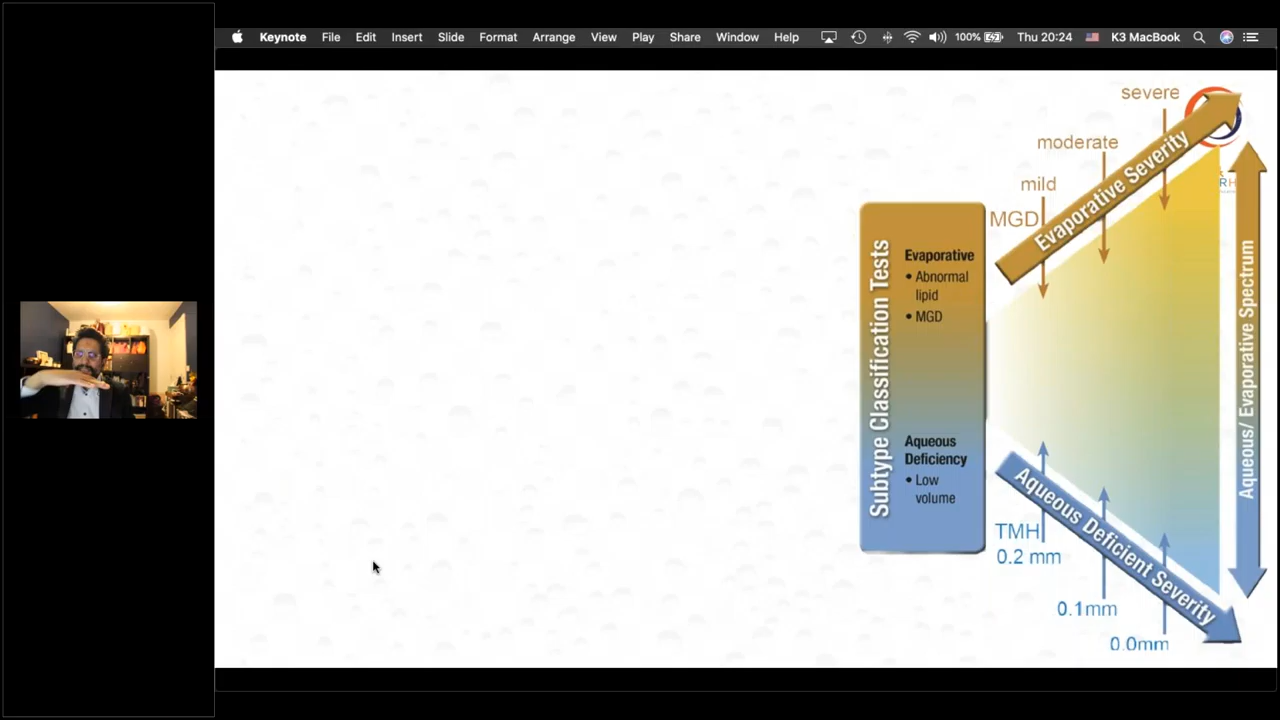 Keynote File Edit Insert Slide Format Arrange View Play Share Window Help 100% Thu 20:24 K3 MacBook
severe
moderate
mild
MGD
Evaporative Severity
Subtype Classification Tests
Evaporative
• Abnormal
lipid
• MGD
Aqueous
Deficiency
• Low
volume
Aqueous/ Evaporative Spectrum
Aqueous Deficient Severity
TMH
0.2 mm
0.1mm
0.0mm